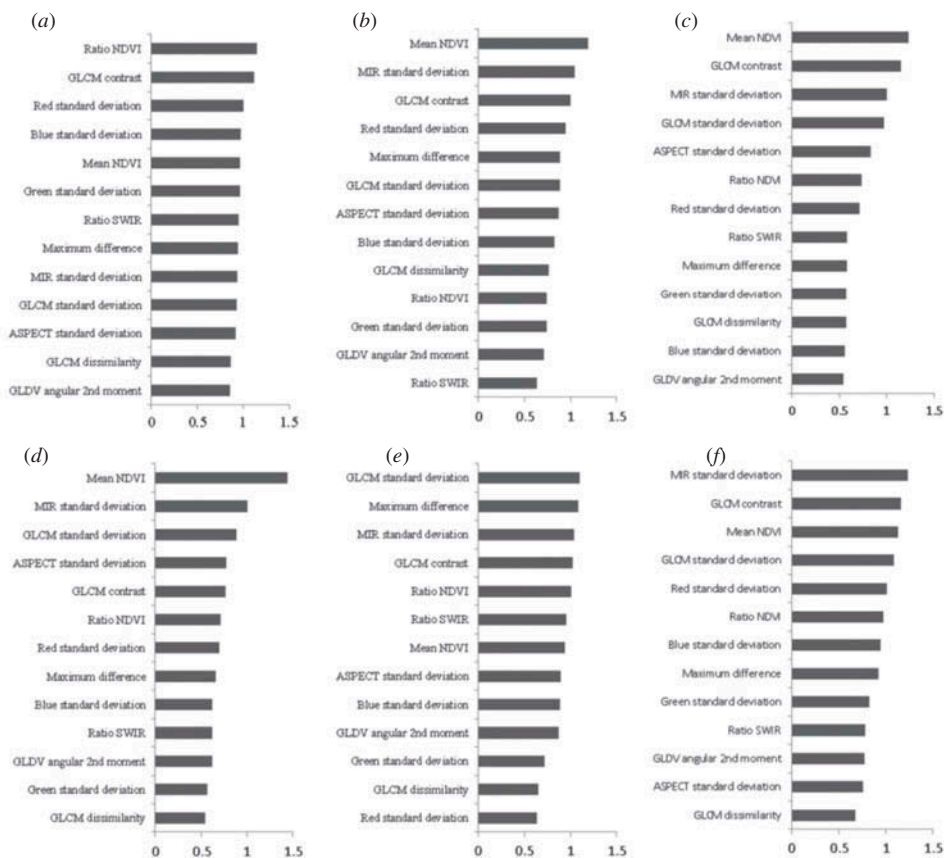 (a)
Ratio NDVI
GLCM contrast
Red standard deviation
Blue standard deviation
Mean NDVI
Green standard deviation
Ratio SWIR
Maximum difference
MIR standard deviation
GLCM standard deviation
ASPECT standard deviation
GLCM dissimilarity
GLDV angular 2nd moment
0 0.5 1 1.5
(b)
Mean NDVI
MIR standard deviation
GLCM contrast
Red standard deviation
Maximum difference
GLCM standard deviation
ASPECT standard deviation
Blue standard deviation
GLCM dissimilarity
Ratio NDVI
Green standard deviation
GLDV angular 2nd moment
Ratio SWIR
0 0.5 1 1.5
(c)
Mean NDVI
GLCM contrast
MIR standard deviation
GLCM standard deviation
ASPECT standard deviation
Ratio NDVI
Red standard deviation
Ratio SWIR
Maximum difference
Green standard deviation
GLCM dissimilarity
Blue standard deviation
GLDV angular 2nd moment
0 0.5 1 1.5
(d)
Mean NDVI
MIR standard deviation
GLCM standard deviation
ASPECT standard deviation
GLCM contrast
Ratio NDVI
Red standard deviation
Maximum difference
Blue standard deviation
Ratio SWIR
GLDV angular 2nd moment
Green standard deviation
GLCM dissimilarity
0 0.5 1 1.5
(e)
GLCM standard deviation
Maximum difference
MIR standard deviation
GLCM contrast
Ratio NDVI
Ratio SWIR
Mean NDVI
ASPECT standard deviation
Blue standard deviation
GLDV angular 2nd moment
Green standard deviation
GLCM dissimilarity
Red standard deviation
0 0.5 1 1.5
(f)
MIR standard deviation
GLCM contrast
Mean NDVI
GLCM standard deviation
Red standard deviation
Ratio NDVI
Blue standard deviation
Maximum difference
Green standard deviation
Ratio SWIR
GLDV angular 2nd moment
ASPECT standard deviation
GLCM dissimilarity
0 0.5 1 1.5